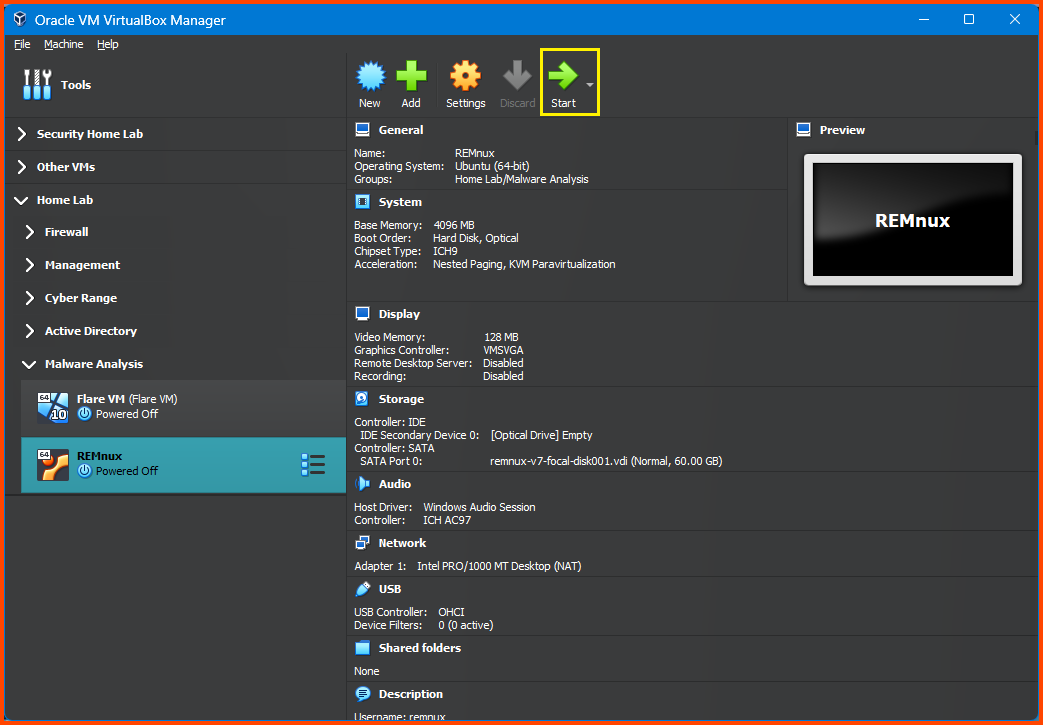 Oracle VM VirtualBox Manager
File Machine Help
Tools
New Add Settings Discard Start
Security Home Lab
Other VMs
Home Lab
Firewall
Management
Cyber Range
Active Directory
Malware Analysis
64 10 Flare VM (Flare VM)
Powered Off
64 REMnux
Powered Off
General
Name: REMnux
Operating System: Ubuntu (64-bit)
Groups: Home Lab/Malware Analysis
Preview
REMnux
System
Base Memory: 4096 MB
Boot Order: Hard Disk, Optical
Chipset Type: ICH9
Acceleration: Nested Paging, KVM Paravirtualization
Display
Video Memory: 128 MB
Graphics Controller: VMSVGA
Remote Desktop Server: Disabled
Recording: Disabled
Storage
Controller: IDE
IDE Secondary Device 0: [Optical Drive] Empty
Controller: SATA
SATA Port 0: remnux-v7-focal-disk001.vdi (Normal, 60.00 GB)
Audio
Host Driver: Windows Audio Session
Controller: ICH AC97
Network
Adapter 1: Intel PRO/1000 MT Desktop (NAT)
USB
USB Controller: OHCI
Device Filters: 0 (0 active)
Shared folders
None
Description
Username: remnux